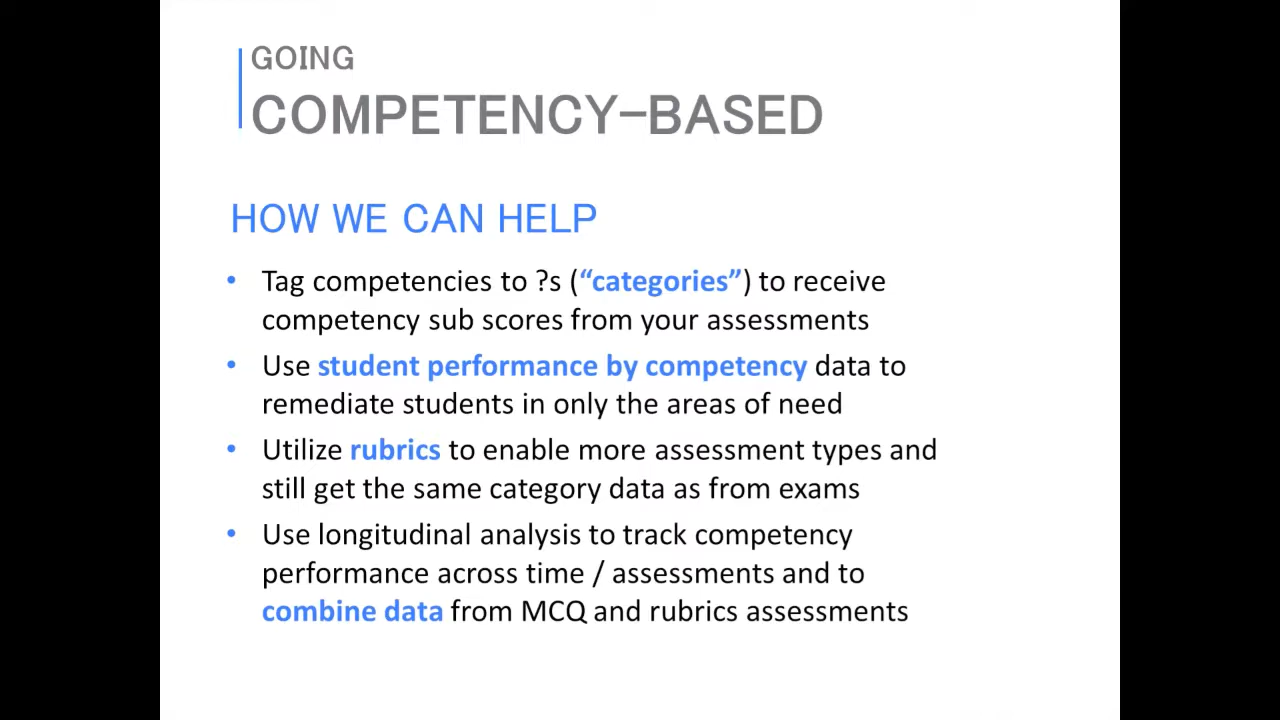 GOING
COMPETENCY-BASED
HOW WE CAN HELP
• Tag competencies to ?s (“categories”) to receive
competency sub scores from your assessments
• Use student performance by competency data to
remediate students in only the areas of need
• Utilize rubrics to enable more assessment types and
still get the same category data as from exams
• Use longitudinal analysis to track competency
performance across time / assessments and to
combine data from MCQ and rubrics assessments